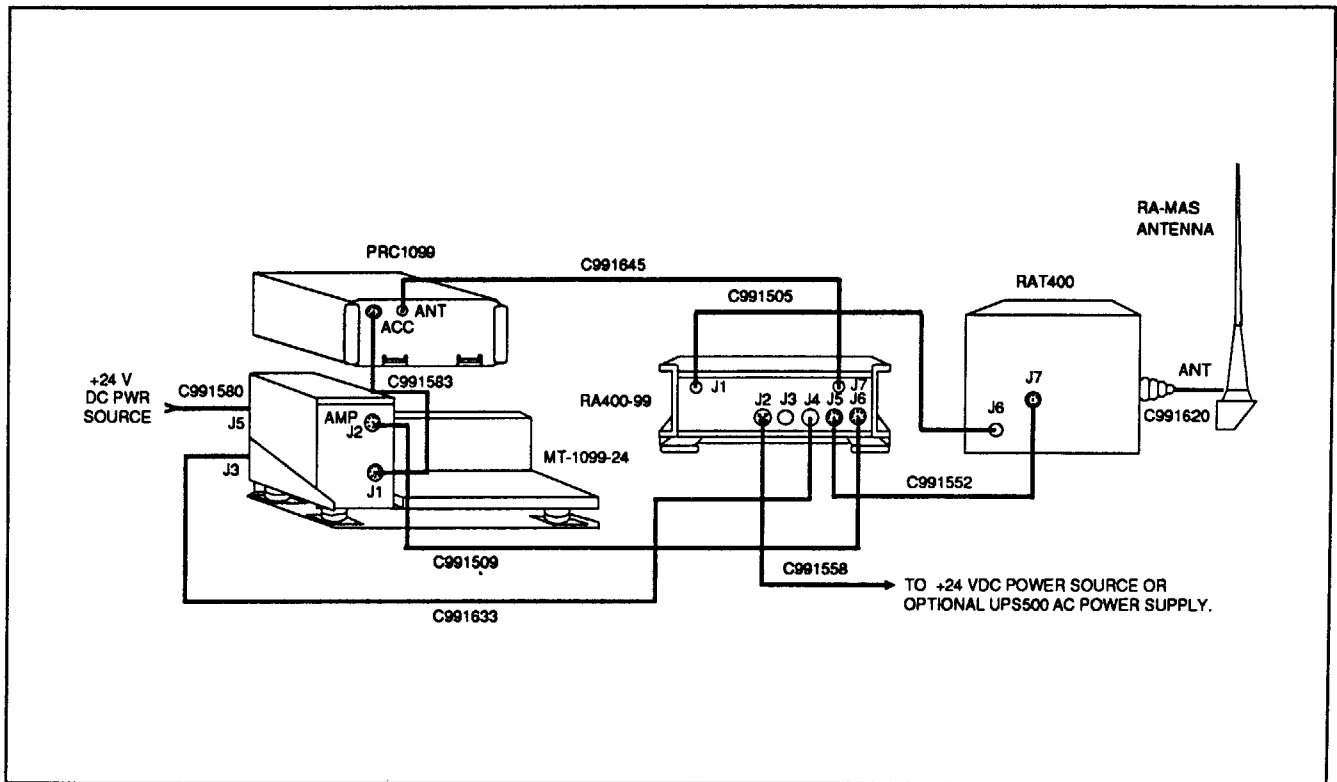 RA-MAS
ANTENNA
PRC1099
C991645
RAT400
C991505
ANT
ACC
+24 V
DC PWR
SOURCE
C991580
C991583
J1
J7
ANT
RA400-99
J2
J3
J4
J5
J6
J7
J6
C991620
J5
AMP
J2
J3
MT-1099-24
J1
C991552
C991509
C991558
TO +24 VDC POWER SOURCE OR
OPTIONAL UPS500 AC POWER SUPPLY.
C991633